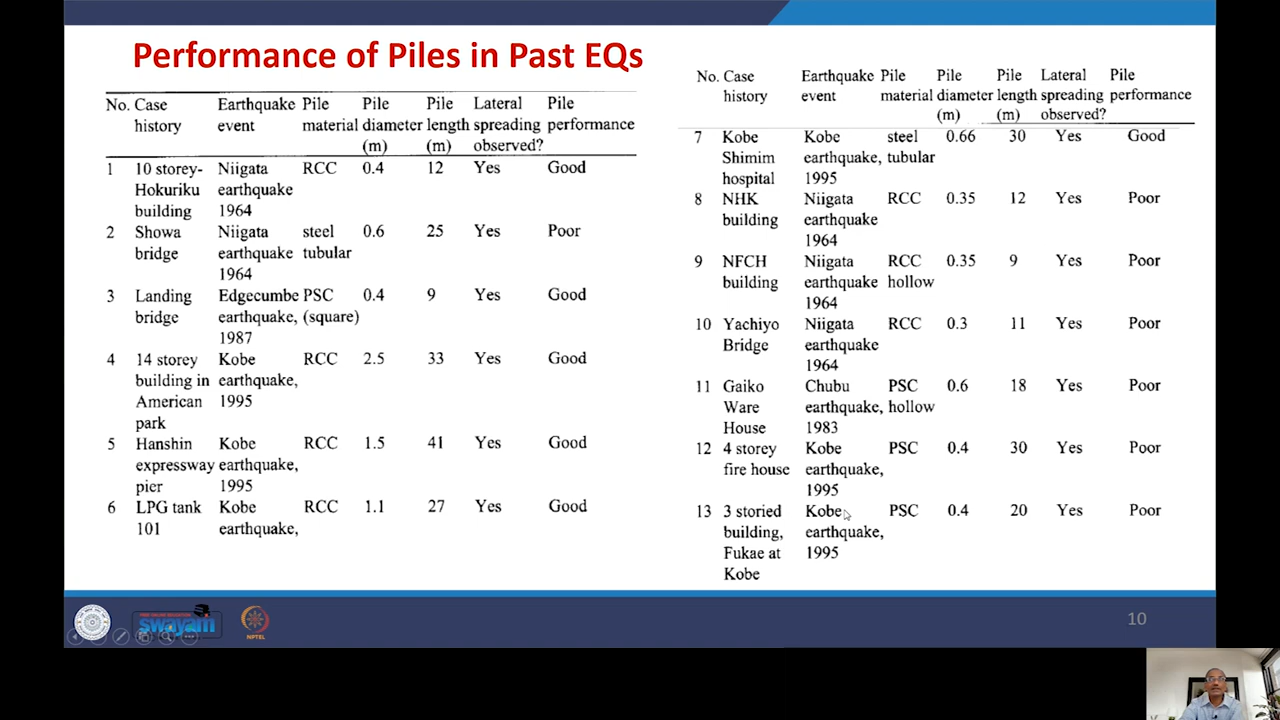 Performance of Piles in Past EQs
No. Case Earthquake Pile Pile Pile Lateral Pile
history event material diameter length spreading performance
(m) (m) observed?
1 10 storey- Niigata RCC 0.4 12 Yes Good
Hokuriku earthquake
building 1964
2 Showa Niigata steel 0.6 25 Yes Poor
bridge earthquake tubular
1964
3 Landing Edgecumbe PSC 0.4 9 Yes Good
bridge earthquake, (square)
1987
4 14 storey Kobe RCC 2.5 33 Yes Good
building in earthquake,
American 1995
park
5 Hanshin Kobe RCC 1.5 41 Yes Good
expressway earthquake,
pier 1995
6 LPG tank Kobe RCC 1.1 27 Yes Good
101 earthquake,
No. Case Earthquake Pile Pile Pile Lateral Pile
history event material diameter length spreading performance
(m) (m) observed?
7 Kobe Kobe steel 0.66 30 Yes Good
Shimim earthquake, tubular
hospital 1995
8 NHK Niigata RCC 0.35 12 Yes Poor
building earthquake
1964
9 NFCH Niigata RCC 0.35 9 Yes Poor
building earthquake hollow
1964
10 Yachiyo Niigata RCC 0.3 11 Yes Poor
Bridge earthquake
1964
11 Gaiko Chubu PSC 0.6 18 Yes Poor
Ware earthquake, hollow
House 1983
12 4 storey Kobe PSC 0.4 30 Yes Poor
fire house earthquake,
1995
13 3 storied Kobe PSC 0.4 20 Yes Poor
building, earthquake,
Fukae at 1995
Kobe
swayam
NPTEL
10